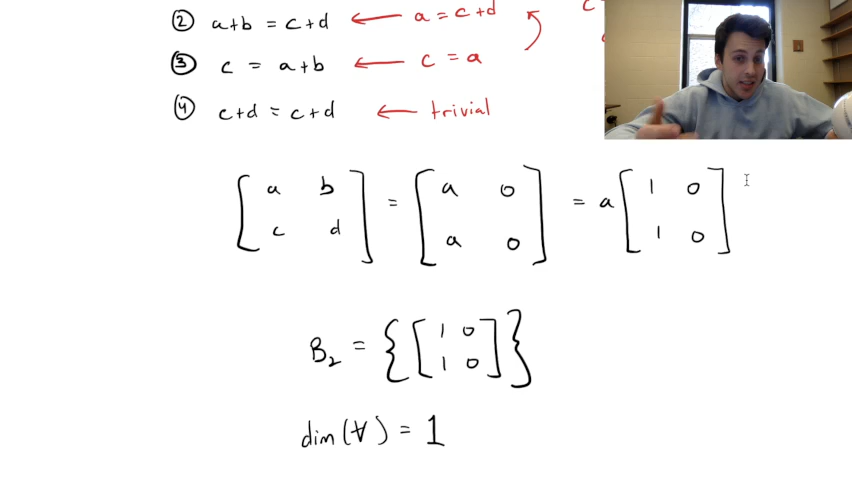 ② a+b = c+d ← a = c+d
③ c = a+b ← c = a
④ c+d = c+d ← trivial
[a b; c d] = [a 0; a 0] = a [1 0; 1 0]
B₂ = {[1 0; 1 0]}
dim(V) = 1